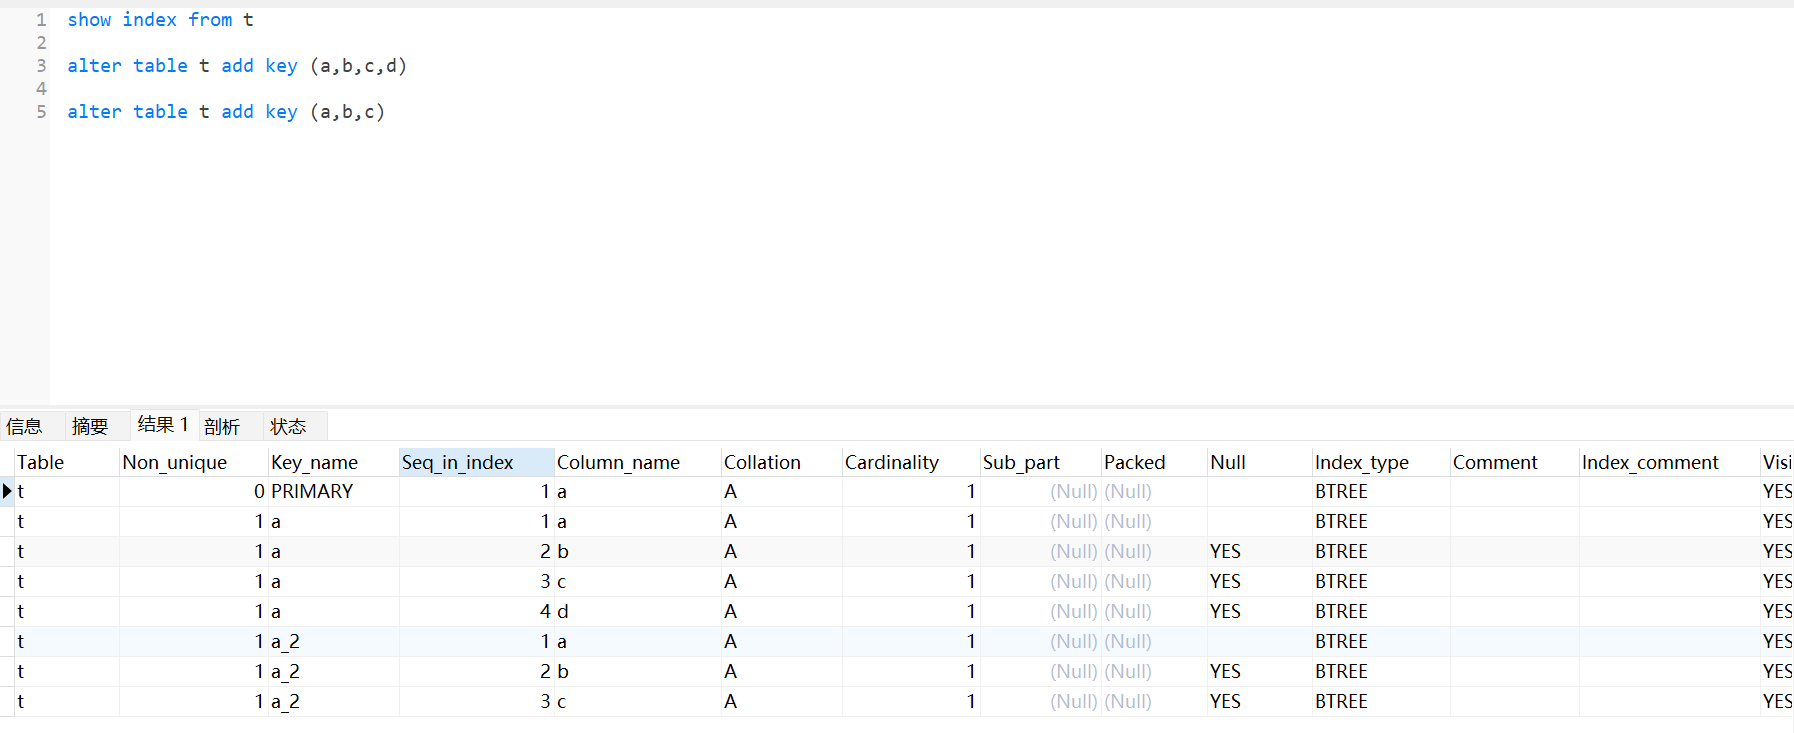 1 show index from t
2
3 alter table t add key (a,b,c,d)
4
5 alter table t add key (a,b,c)
信息 摘要 结果 1 剖析 状态
Table Non_unique Key_name Seq_in_index Column_name Collation Cardinality Sub_part Packed Null Index_type Comment Index_comment Visi
t 0 PRIMARY 1 a A 1 (Null) (Null) BTREE YES
t 1 a 1 a A 1 (Null) (Null) BTREE YES
t 1 a 2 b A 1 (Null) (Null) YES BTREE YES
t 1 a 3 c A 1 (Null) (Null) YES BTREE YES
t 1 a 4 d A 1 (Null) (Null) YES BTREE YES
t 1 a_2 1 a A 1 (Null) (Null) BTREE YES
t 1 a_2 2 b A 1 (Null) (Null) YES BTREE YES
t 1 a_2 3 c A 1 (Null) (Null) YES BTREE YES